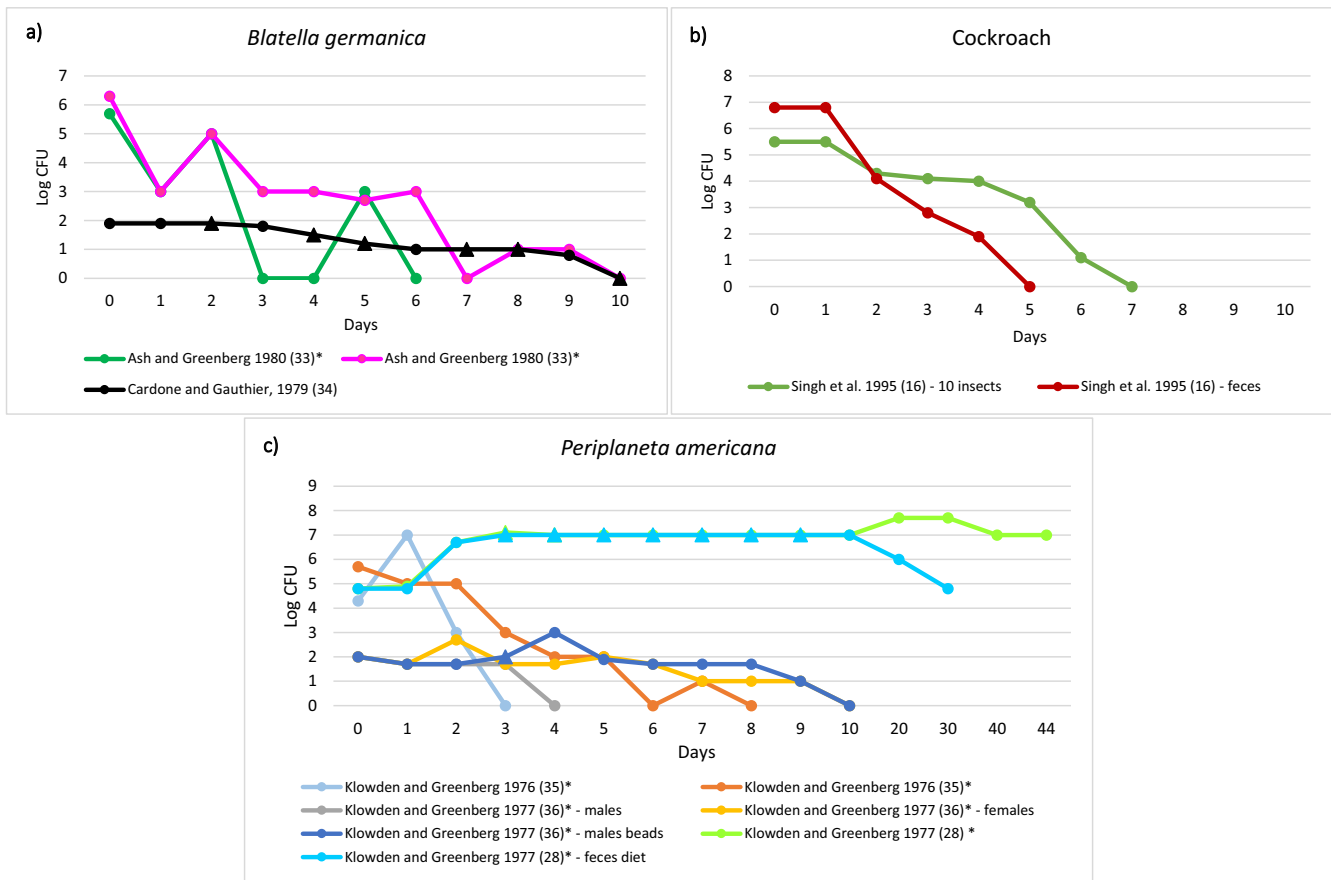 a)
Blatella germanica
Log CFU
7
6
5
4
3
2
1
0
0 1 2 3 4 5 6 7 8 9 10
Days
Ash and Greenberg 1980 (33)* Ash and Greenberg 1980 (33)*
Cardone and Gauthier, 1979 (34)
b)
Cockroach
Log CFU
8
7
6
5
4
3
2
1
0
0 1 2 3 4 5 6 7 8 9 10
Days
Singh et al. 1995 (16) - 10 insects Singh et al. 1995 (16) - feces
c)
Periplaneta americana
Log CFU
9
8
7
6
5
4
3
2
1
0
0 1 2 3 4 5 6 7 8 9 10 20 30 40 44
Days
Klowden and Greenberg 1976 (35)* Klowden and Greenberg 1976 (35)*
Klowden and Greenberg 1977 (36)* - males Klowden and Greenberg 1977 (36)* - females
Klowden and Greenberg 1977 (36)* - males beads Klowden and Greenberg 1977 (28) *
Klowden and Greenberg 1977 (28)* - feces diet